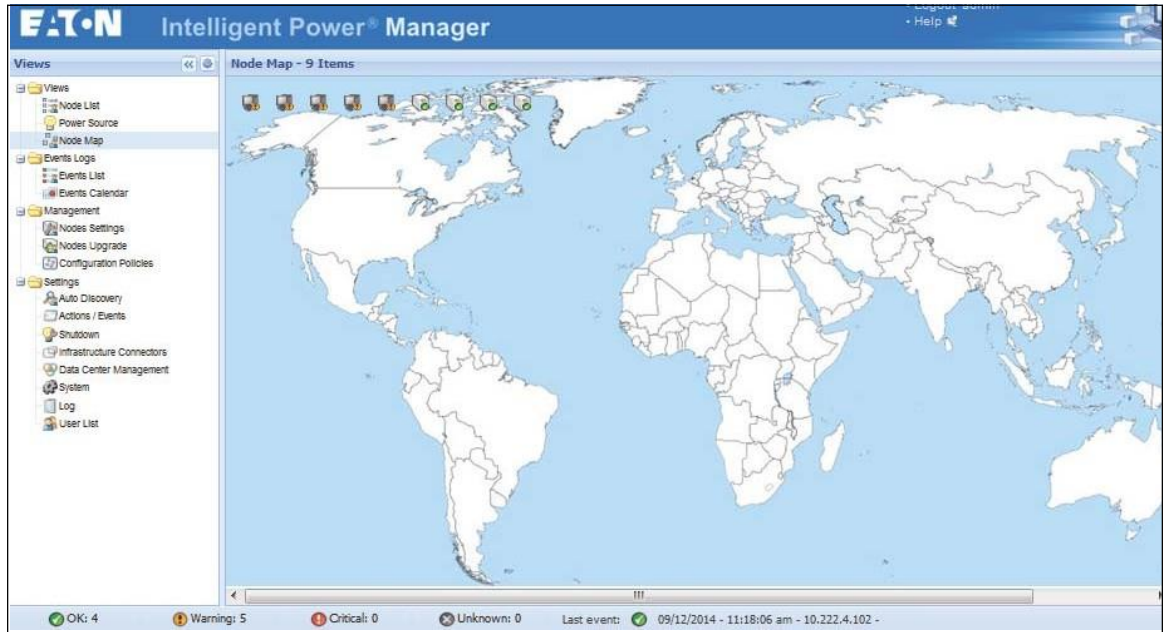 Logout admin
EATON Intelligent Power® Manager
Help
Views
Node Map - 9 Items
Views
Node List
Power Source
Node Map
Events Logs
Events List
Events Calendar
Management
Nodes Settings
Nodes Upgrade
Configuration Policies
Settings
Auto Discovery
Actions / Events
Shutdown
Infrastructure Connectors
Data Center Management
System
Log
User List
OK: 4 Warning: 5 Critical: 0 Unknown: 0 Last event: 09/12/2014 - 11:18:06 am - 10.222.4.102 -